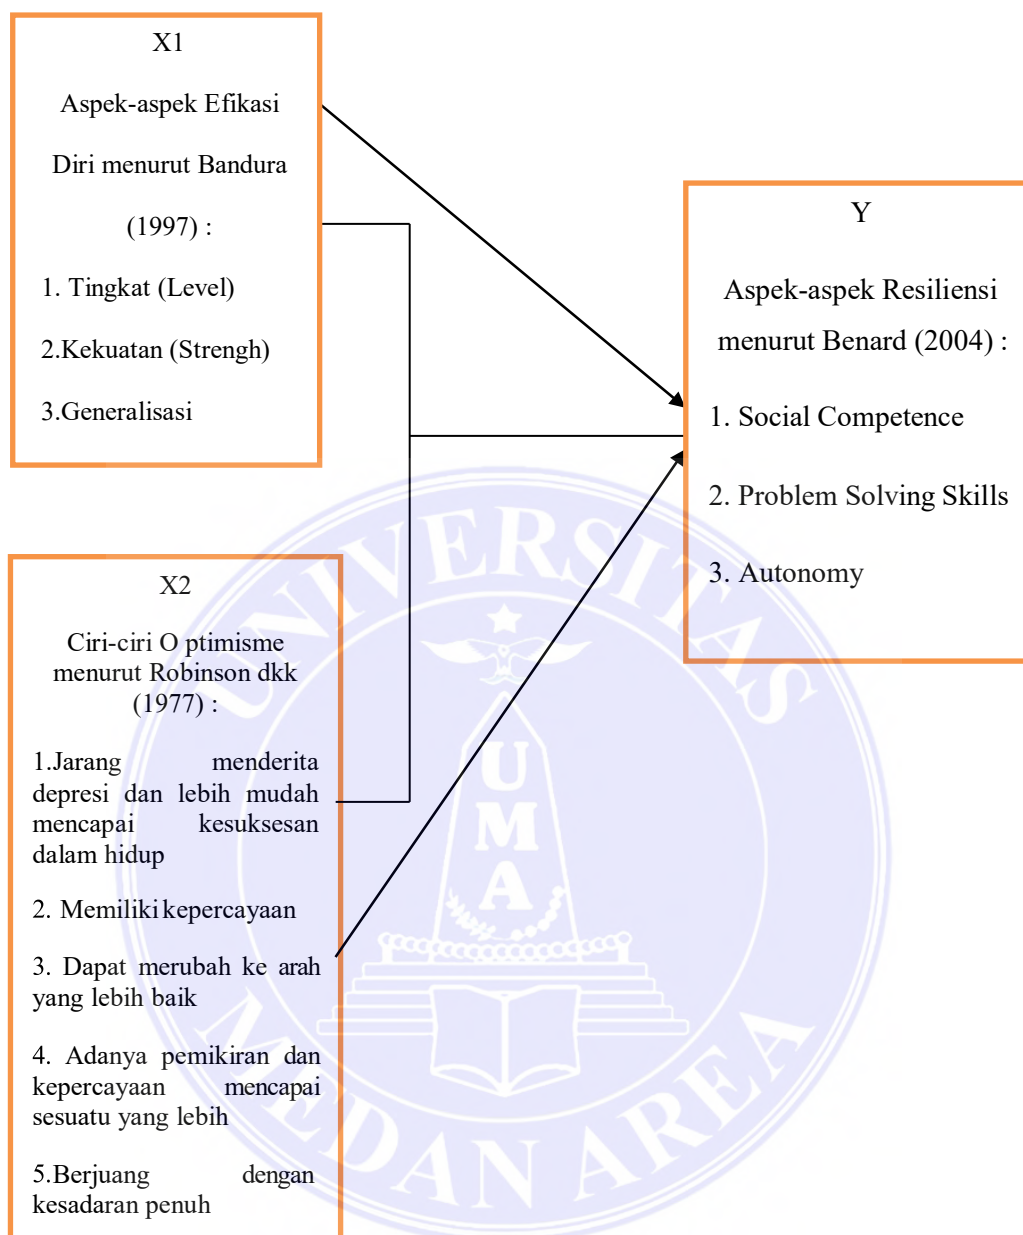 X1
Aspek-aspek Efikasi
Diri menurut Bandura
(1997) :
1. Tingkat (Level)
2.Kekuatan (Strengh)
3.Generalisasi
X2
Ciri-ciri O ptimisme
menurut Robinson dkk
(1977) :
1.Jarang menderita
depresi dan lebih mudah
mencapai kesuksesan
dalam hidup
2. Memiliki kepercayaan
3. Dapat merubah ke arah
yang lebih baik
4. Adanya pemikiran dan
kepercayaan mencapai
sesuatu yang lebih
5.Berjuang dengan
kesadaran penuh
Y
Aspek-aspek Resiliensi
menurut Benard (2004) :
1. Social Competence
2. Problem Solving Skills
3. Autonomy
UNIVERSITAS
MEDAN AREA
U
M
A